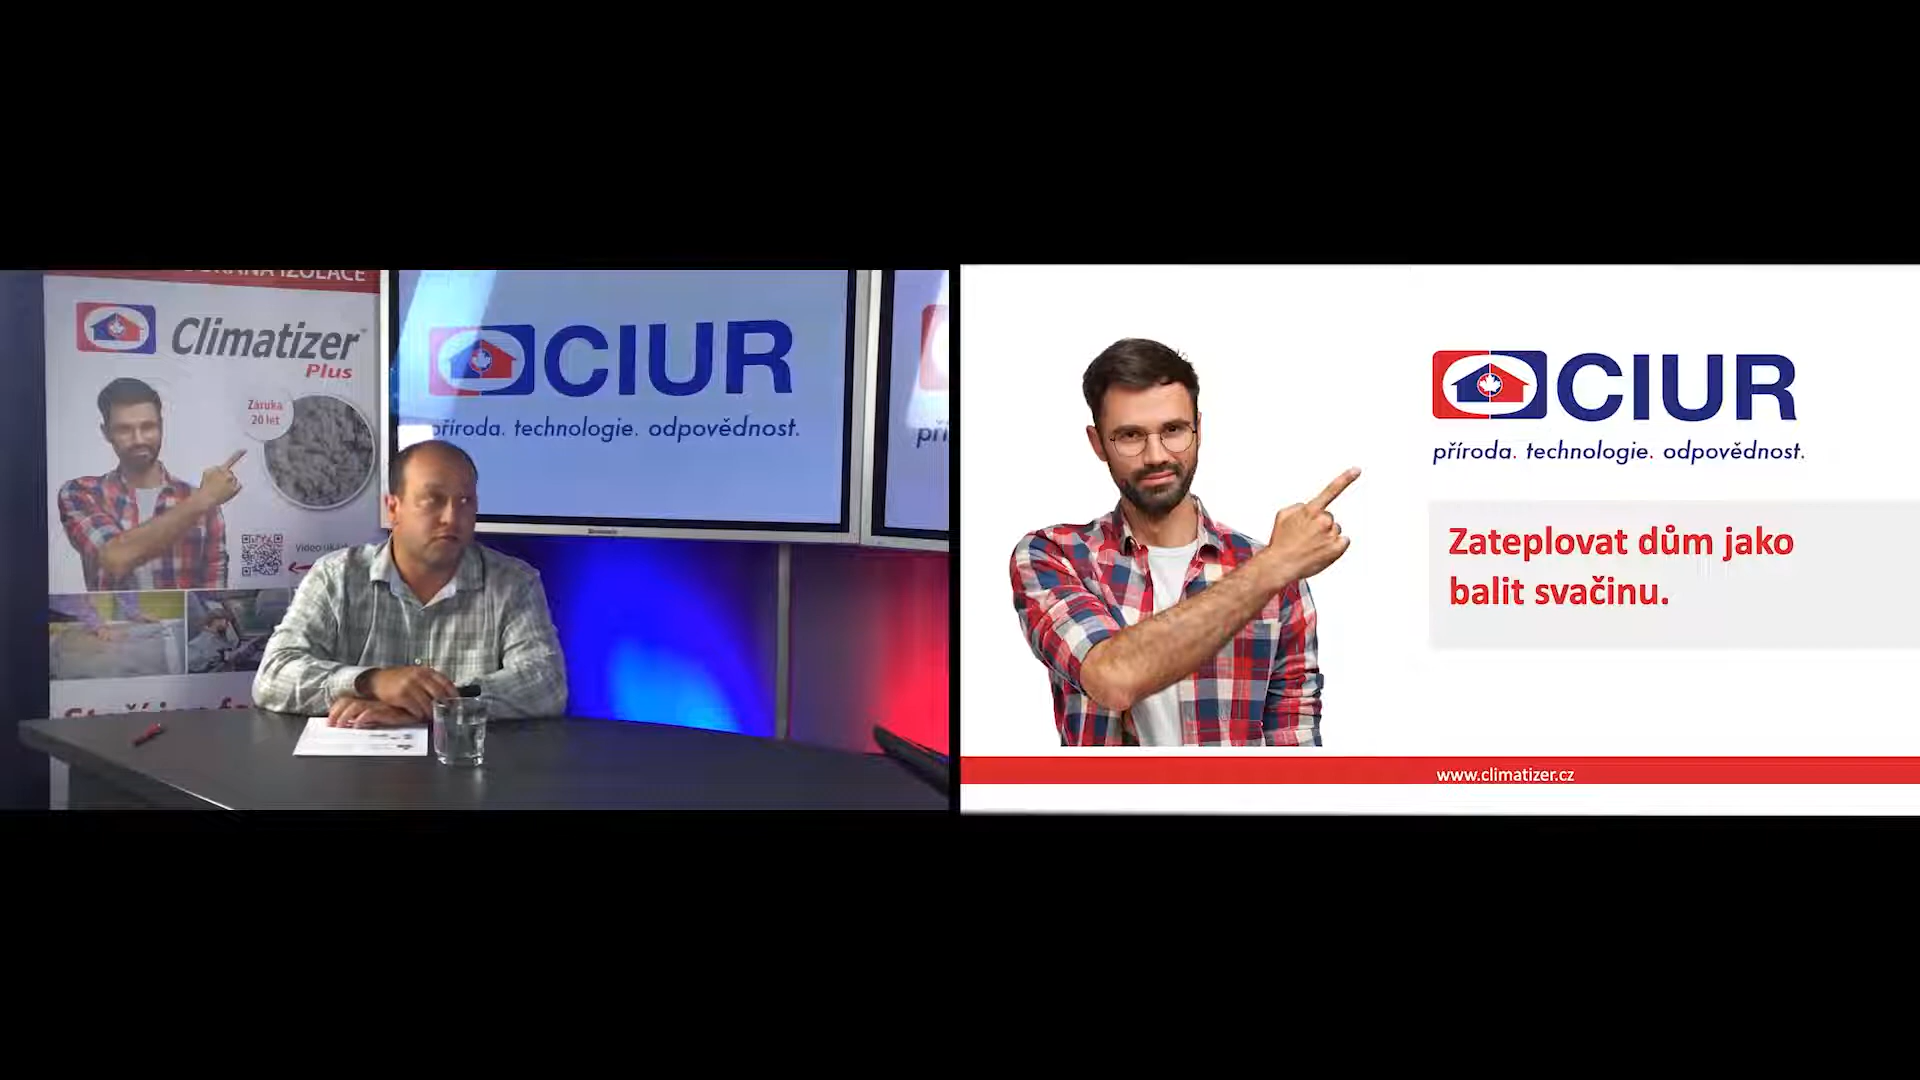 IZOLACE
Climatizer
Plus
Záruka
20 let
CIUR
příroda. technologie. odpovědnost.
CIUR
příroda. technologie. odpovědnost.
Zateplovat dům jako
balit svačinu.
www.climatizer.cz